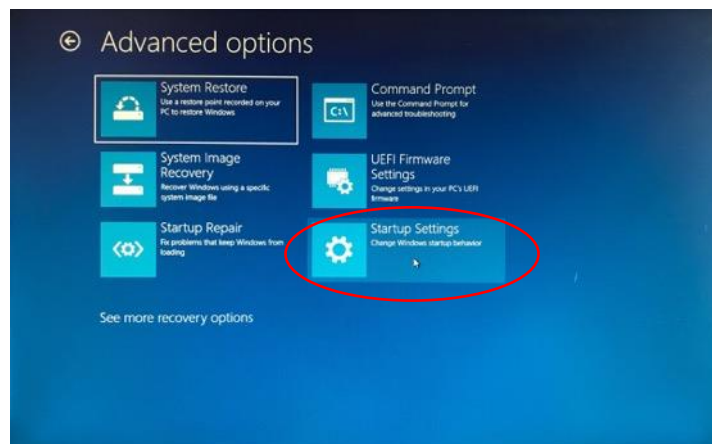 Advanced options
System Restore
Use a restore point recorded on your
PC to restore Windows
Command Prompt
Use the Command Prompt for
advanced troubleshooting
C:\
System Image
Recovery
Recover Windows using a specific
system image file
UEFI Firmware
Settings
Change settings in your PC's UEFI
firmware
Startup Repair
Fix problems that keep Windows from
loading
Startup Settings
Change Windows startup behavior
See more recovery options